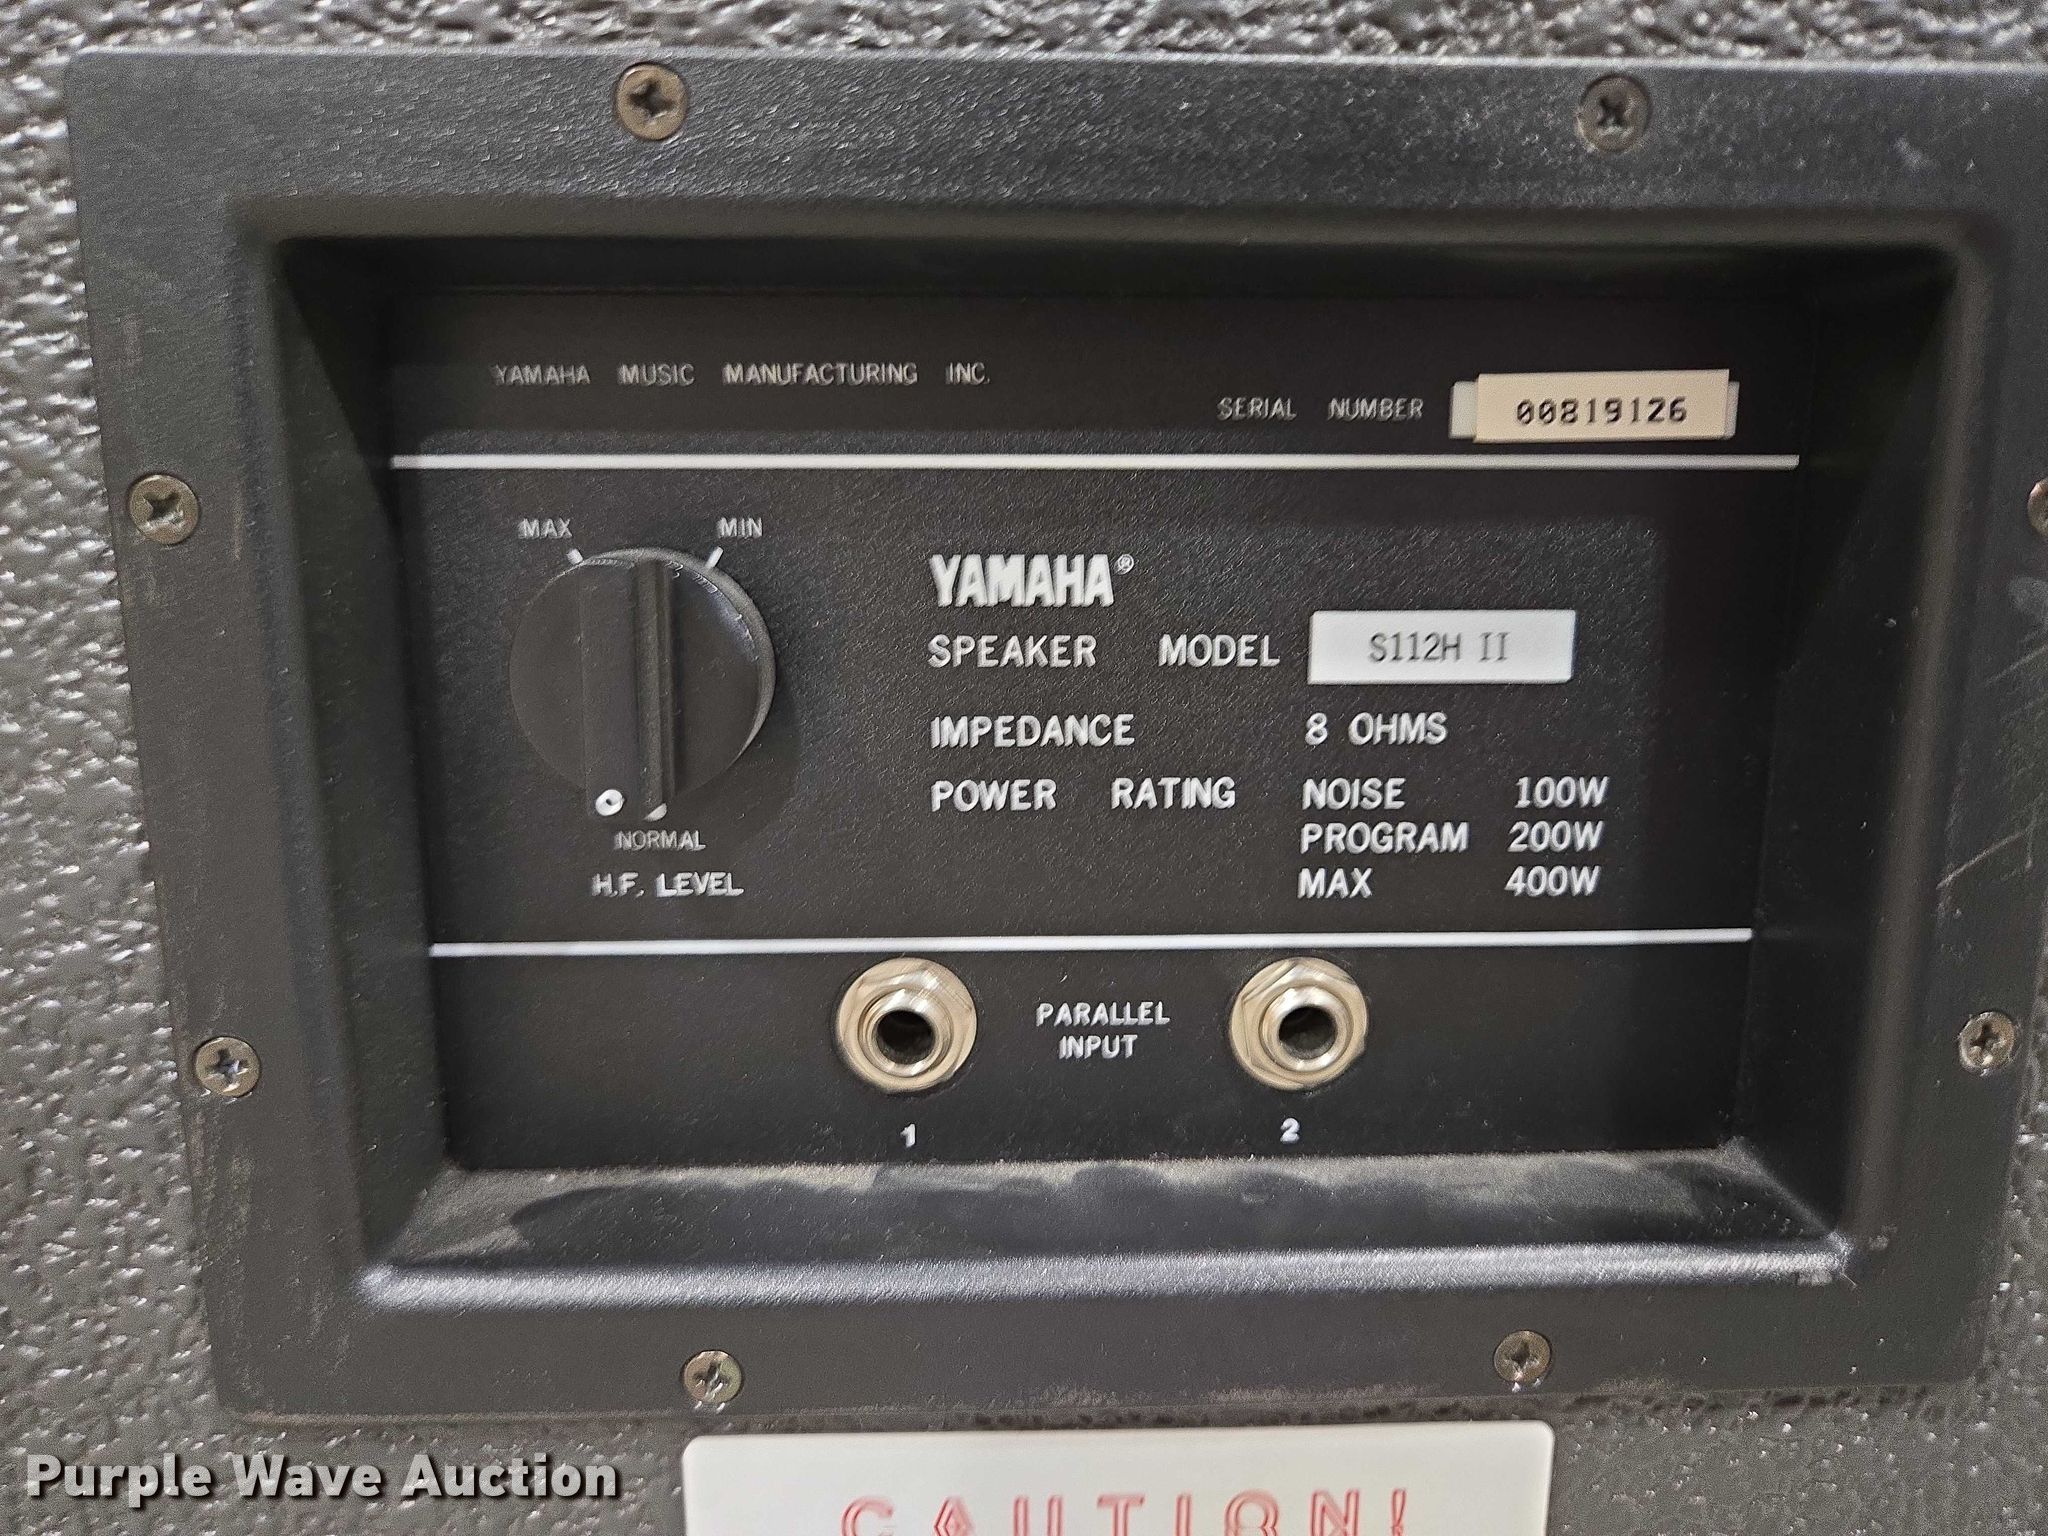 YAMAHA MUSIC MANUFACTURING INC.
SERIAL NUMBER 00819126
MAX MIN
NORMAL
H.F. LEVEL
YAMAHA®
SPEAKER MODEL S112H II
IMPEDANCE 8 OHMS
POWER RATING NOISE 100W
PROGRAM 200W
MAX 400W
PARALLEL
INPUT
1 2
CAUTION!
Purple Wave Auction